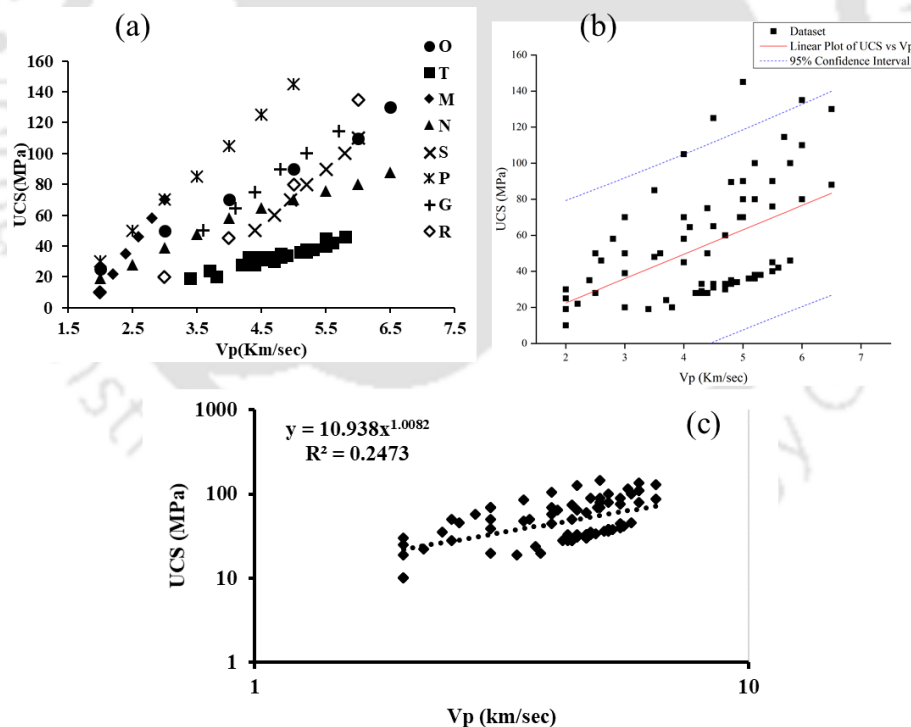 (a)
160
140
120
100
80
60
40
20
0
UCS(MPa)
1.5 2.5 3.5 4.5 5.5 6.5 7.5
Vp(Km/sec)
O
T
M
N
S
P
G
R
(b)
Dataset
Linear Plot of UCS vs Vp
95% Confidence Interval
160
140
120
100
80
60
40
20
0
UCS (MPa)
2 3 4 5 6 7
Vp (Km/sec)
(c)
y = 10.938x^1.0082
R² = 0.2473
1000
100
10
1
UCS (MPa)
1 10
Vp (km/sec)